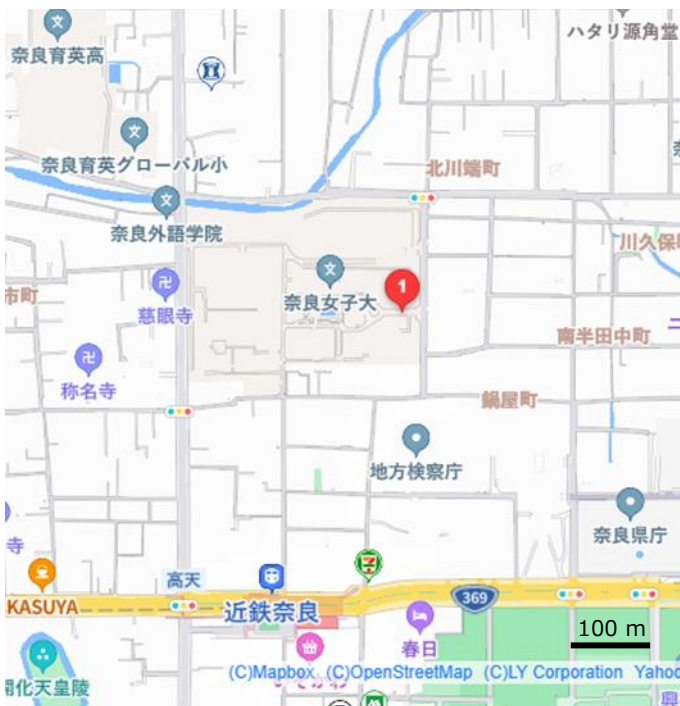 ハタリ源角堂
奈良育英高
奈良育英グローバル小
北川端町
奈良外語学院
川久保町
奈良女子大
1
市町
慈眼寺
南半田中町
称名寺
鍋屋町
地方検察庁
奈良県庁
寺
高天
KASUYA
近鉄奈良
369
7
春日
100 m
開化天皇陵
(C)Mapbox (C)OpenStreetMap (C)LY Corporation Yahoo
興